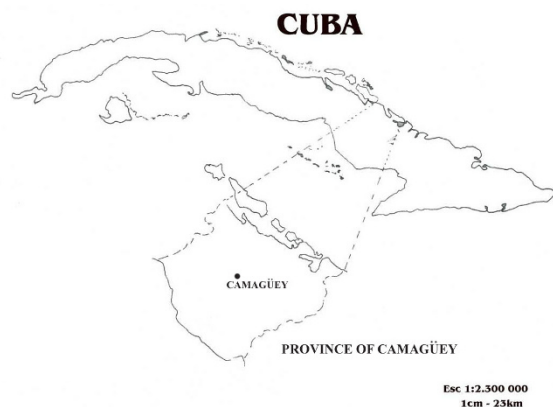 CUBA
CAMAGÜEY
PROVINCE OF CAMAGÜEY
Esc 1:2.300 000
1cm - 23km